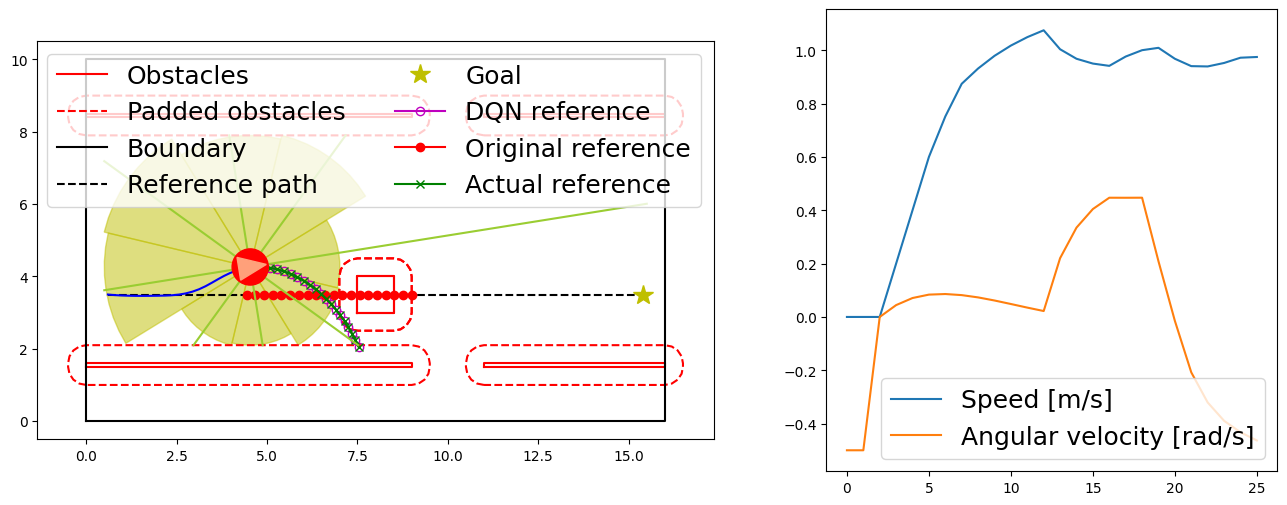 10
8
6
4
2
0
0.0 2.5 5.0 7.5 10.0 12.5 15.0
Obstacles
Padded obstacles
Boundary
Reference path
Goal
DQN reference
Original reference
Actual reference
1.0
0.8
0.6
0.4
0.2
0.0
−0.2
−0.4
0 5 10 15 20 25
Speed [m/s]
Angular velocity [rad/s]